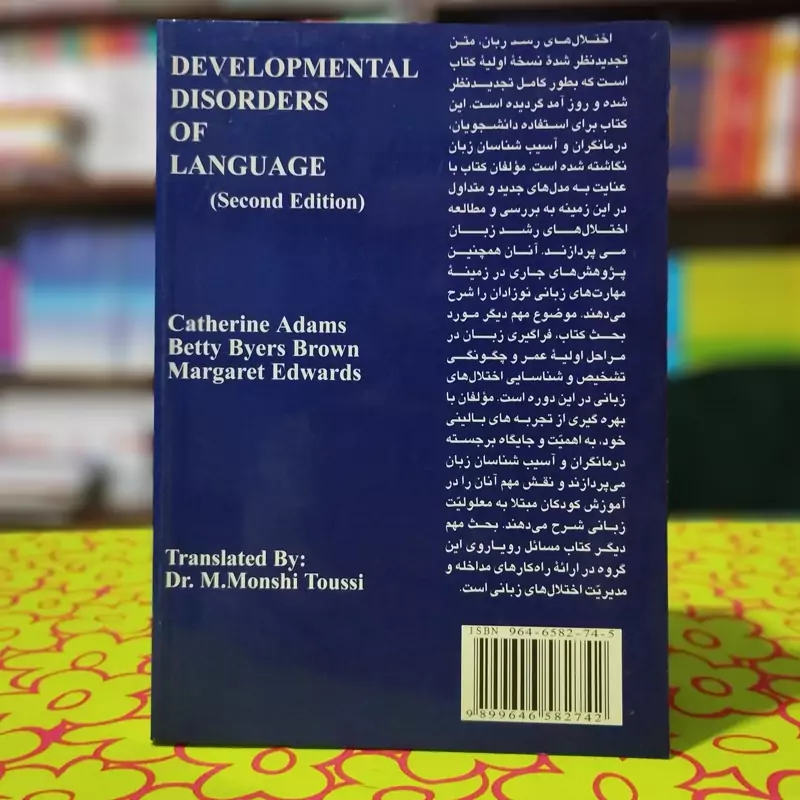 DEVELOPMENTAL
DISORDERS
OF
LANGUAGE
(Second Edition)
Catherine Adams
Betty Byers Brown
Margaret Edwards
Translated By:
Dr. M.Monshi Toussi
اختلال‌های رشد زبان، متن
تجدیدنظر شدهٔ نسخهٔ اولیهٔ کتاب
است که بطور کامل تجدیدنظر
شده و روز آمد گردیده است. این
کتاب برای استفاده دانشجویان،
درمانگران و آسیب شناسان زبان
نگاشته شده است. مؤلفان کتاب با
عنایت به مدل‌های جدید و متداول
در این زمینه به بررسی و مطالعه
اختلال‌های رشد زبان
می پردازند. آنان همچنین
پژوهش‌های جاری در زمینهٔ
مهارت‌های زبانی نوزادان را شرح
می‌دهند. موضوع مهم دیگر مورد
بحث کتاب، فراگیری زبان در
مراحل اولیهٔ عمر و چگونگی
تشخیص و شناسایی اختلال‌های
زبانی در این دوره است. مؤلفان با
بهره گیری از تجربه های بالینی
خود، به اهمیّت و جایگاه برجسته
درمانگران و آسیب شناسان زبان
می‌پردازند و نقش مهم آنان را در
آموزش کودکان مبتلا به معلولیّت
زبانی شرح می‌دهند. بحث مهم
دیگر کتاب مسائل رویاروی این
گروه در ارائهٔ راه‌کارهای مداخله و
مدیریّت اختلال‌های زبانی است.
ISBN 964-6582-74-5
9 899646 582742